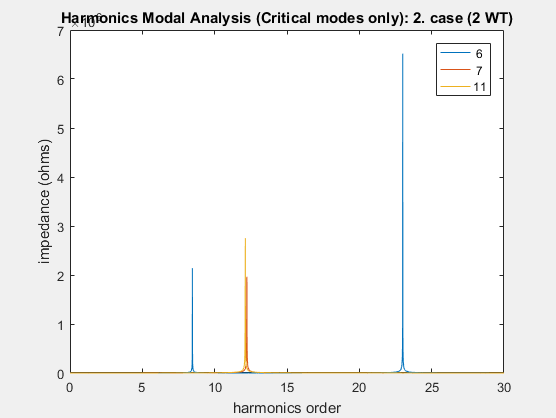 Harmonics Modal Analysis (Critical modes only): 2. case (2 WT)
7
6
5
4
3
2
1
0
impedance (ohms)
6
7
11
0 5 10 15 20 25 30
harmonics order